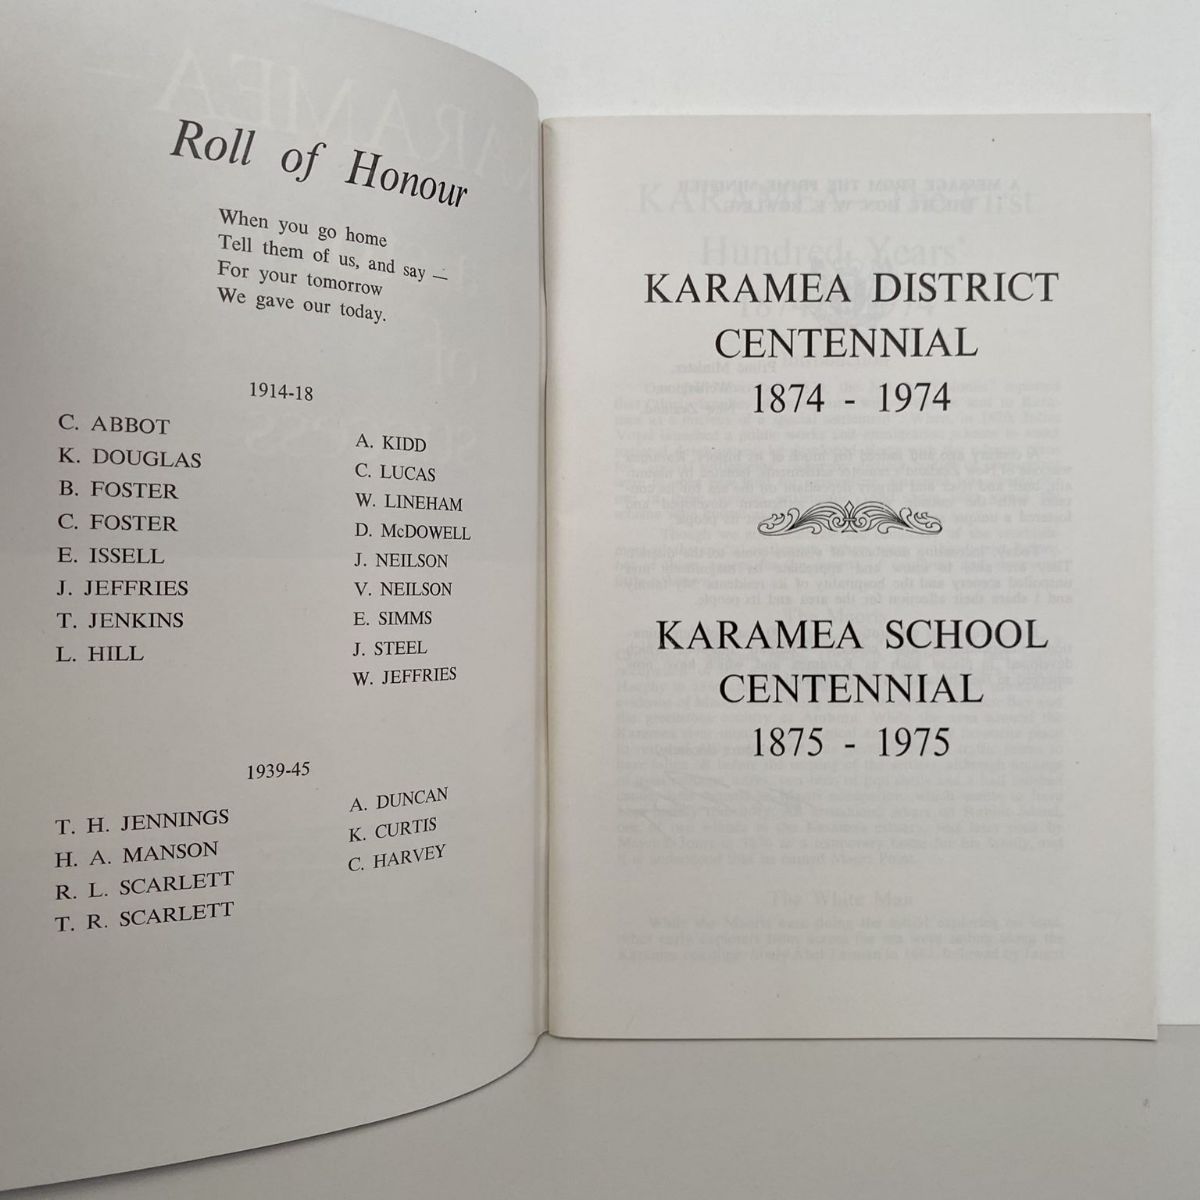 Roll of Honour
When you go home
Tell them of us, and say —
For your tomorrow
We gave our today.
1914-18
C. ABBOT
K. DOUGLAS
B. FOSTER
C. FOSTER
E. ISSELL
J. JEFFRIES
T. JENKINS
L. HILL
A. KIDD
C. LUCAS
W. LINEHAM
D. McDOWELL
J. NEILSON
V. NEILSON
E. SIMMS
J. STEEL
W. JEFFRIES
1939-45
T. H. JENNINGS
H. A. MANSON
R. L. SCARLETT
T. R. SCARLETT
A. DUNCAN
K. CURTIS
C. HARVEY
KARAMEA DISTRICT
CENTENNIAL
1874 - 1974
KARAMEA SCHOOL
CENTENNIAL
1875 - 1975